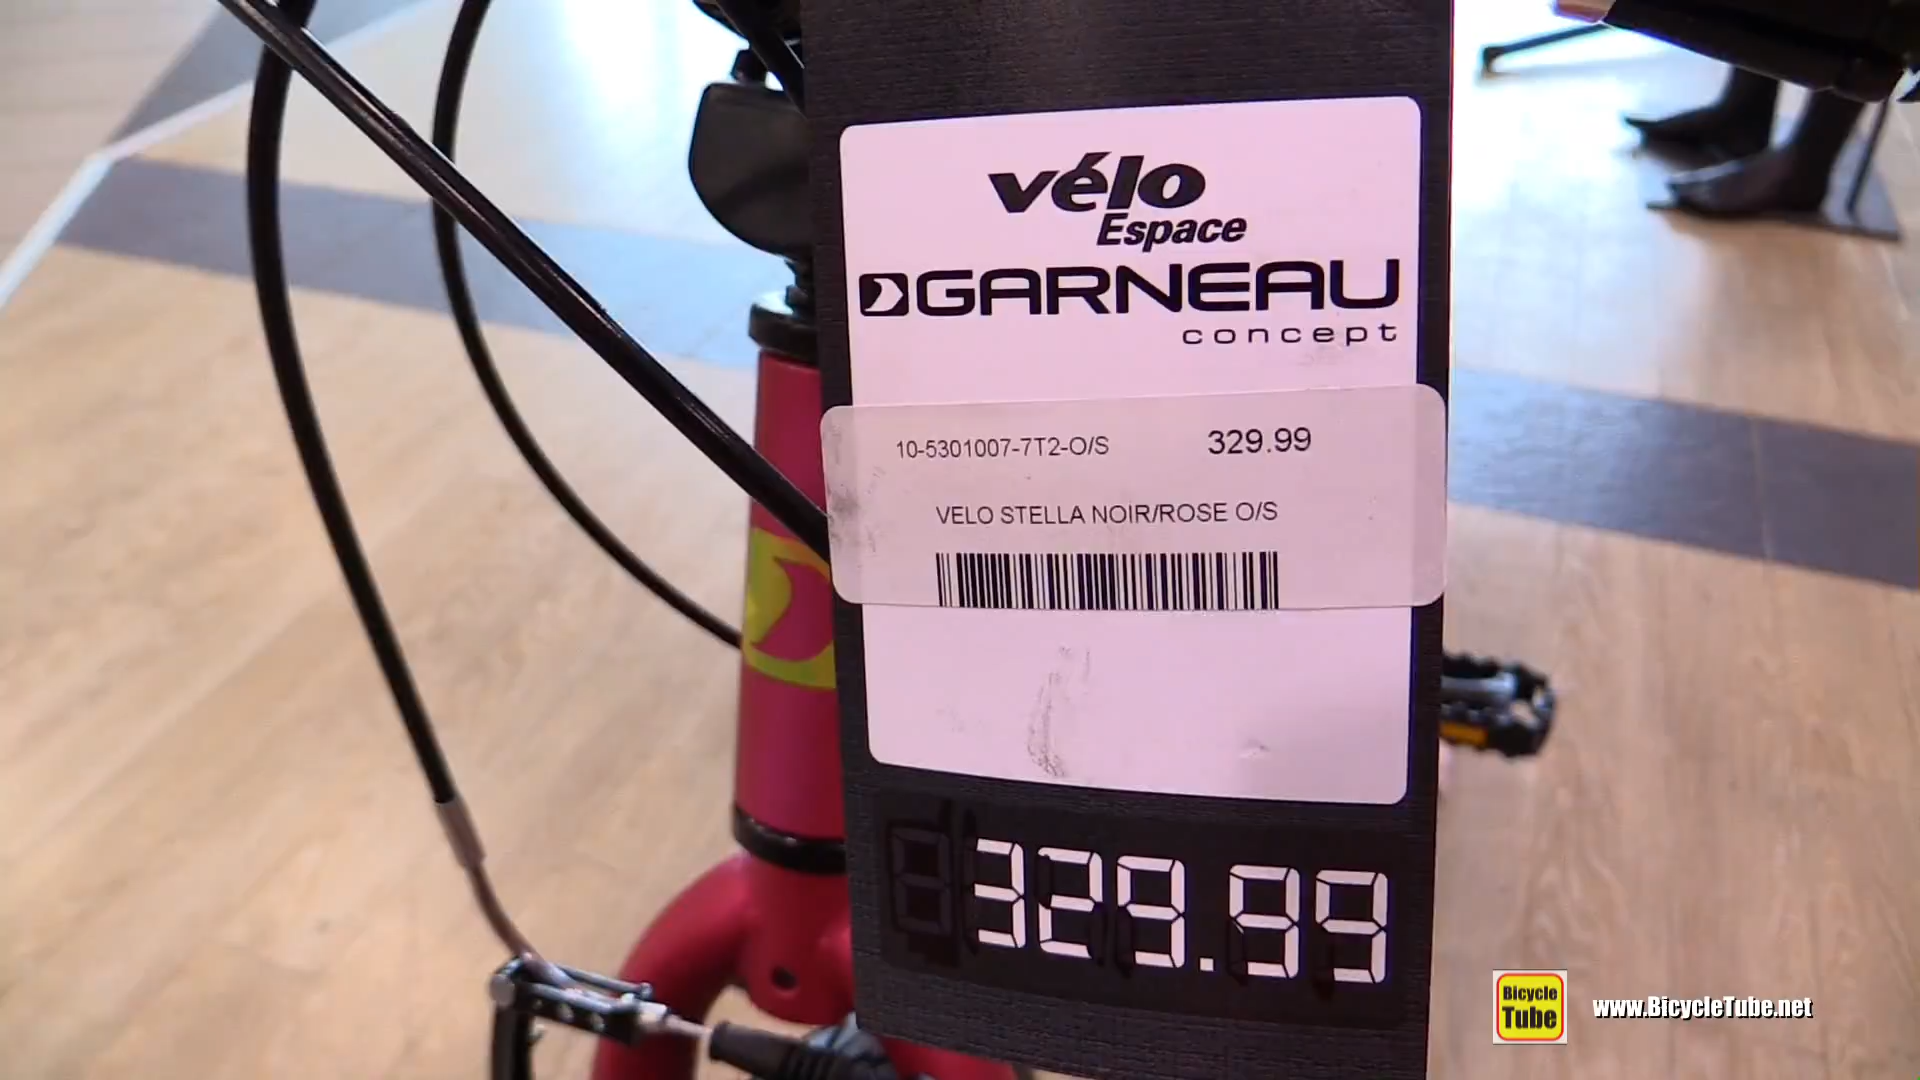 vélo
Espace
GARNEAU
concept
10-5301007-7T2-O/S 329.99
VELO STELLA NOIR/ROSE O/S
329.99
Bicycle
Tube
www.BicycleTube.net